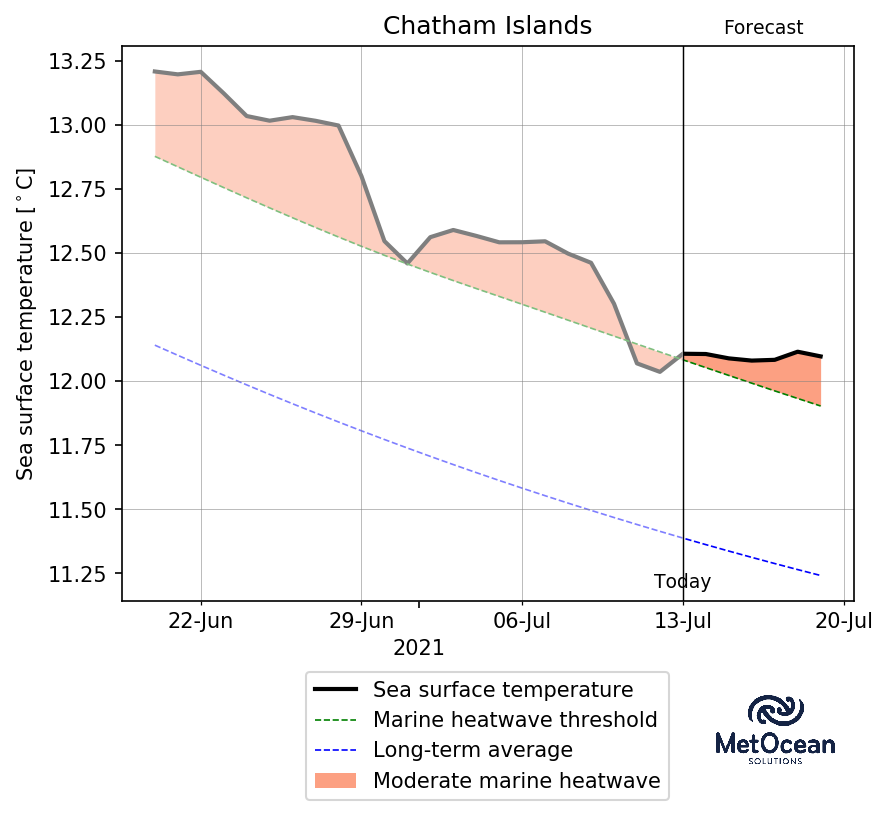 Chatham Islands
Forecast
Sea surface temperature [°C]
13.25
13.00
12.75
12.50
12.25
12.00
11.75
11.50
11.25
Today
22-Jun
29-Jun
06-Jul
13-Jul
20-Jul
2021
Sea surface temperature
Marine heatwave threshold
Long-term average
Moderate marine heatwave
MetOcean
SOLUTIONS